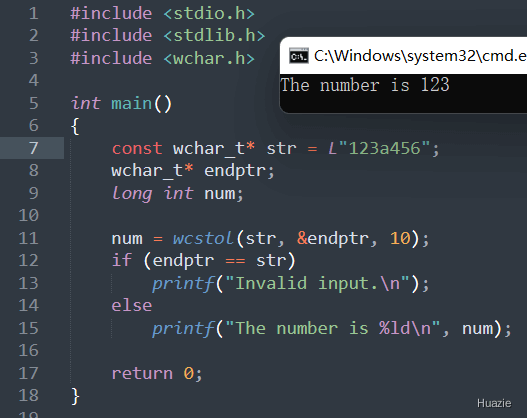 1 #include <stdio.h>
2 #include <stdlib.h>
3 #include <wchar.h>
4
5 int main()
6 {
7 const wchar_t* str = L"123a456";
8 wchar_t* endptr;
9 long int num;
10
11 num = wcstol(str, &endptr, 10);
12 if (endptr == str)
13 printf("Invalid input.\n");
14 else
15 printf("The number is %ld\n", num);
16
17 return 0;
18 }
19
C:\Windows\system32\cmd.e
The number is 123
Huazie